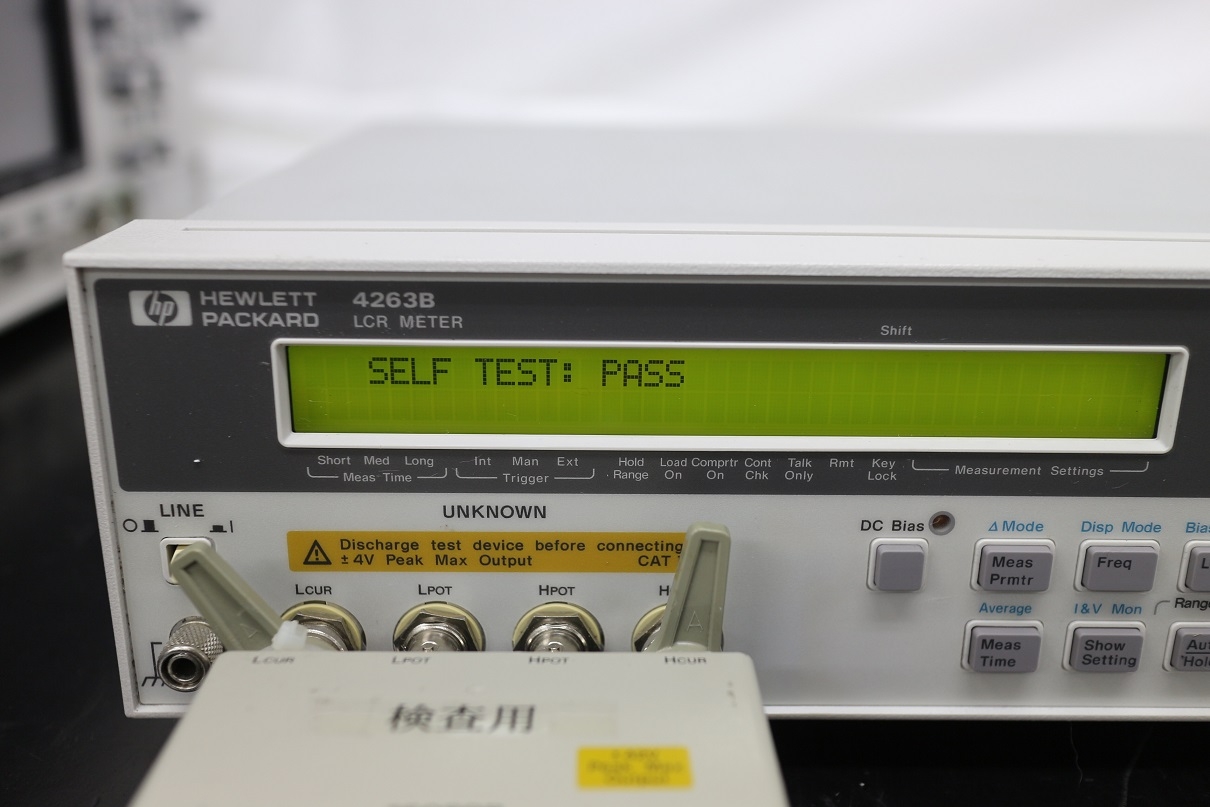 hp HEWLETT PACKARD
4263B
LCR METER
Shift
SELF TEST: PASS
Short Med Long
Meas Time
Int Man Ext
Trigger
Hold Range
Load On
Comprtr On
Cont Chk
Talk Only
Rmt
Key Lock
Measurement Settings
LINE
UNKNOWN
Discharge test device before connecting
± 4V Peak Max Output CAT
LCUR
LPOT
HPOT
DC Bias
Δ Mode
Disp Mode
Meas Prmtr
Freq
Average
I&V Mon
Meas Time
Show Setting
LCUR
LPOT
HPOT
HCUR
A
検査用